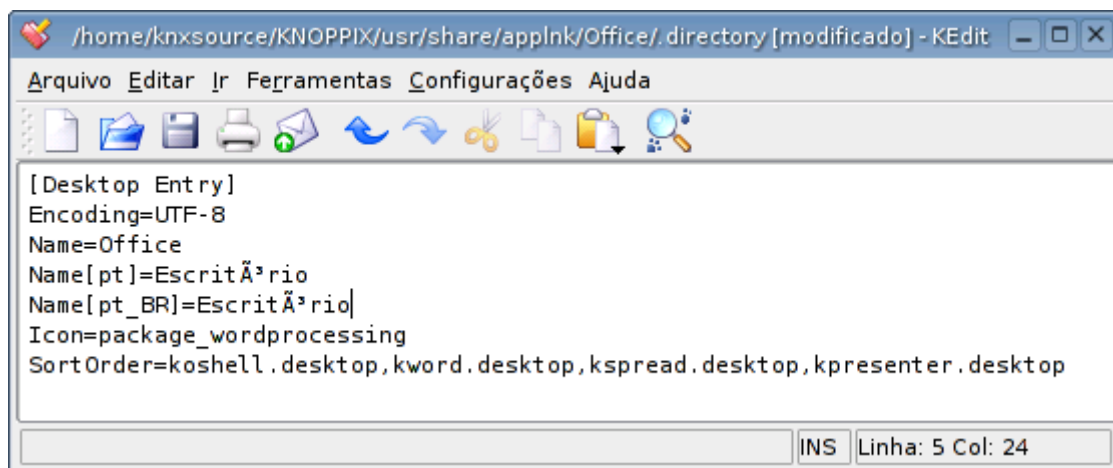 /home/knxsource/KNOPPIX/usr/share/applnk/Office/.directory [modificado] - KEdit
Arquivo Editar Ir Ferramentas Configurações Ajuda
[Desktop Entry]
Encoding=UTF-8
Name=Office
Name[pt]=EscritÃ³rio
Name[pt_BR]=EscritÃ³rio
Icon=package_wordprocessing
SortOrder=koshell.desktop,kword.desktop,kspread.desktop,kpresenter.desktop
INS Linha: 5 Col: 24